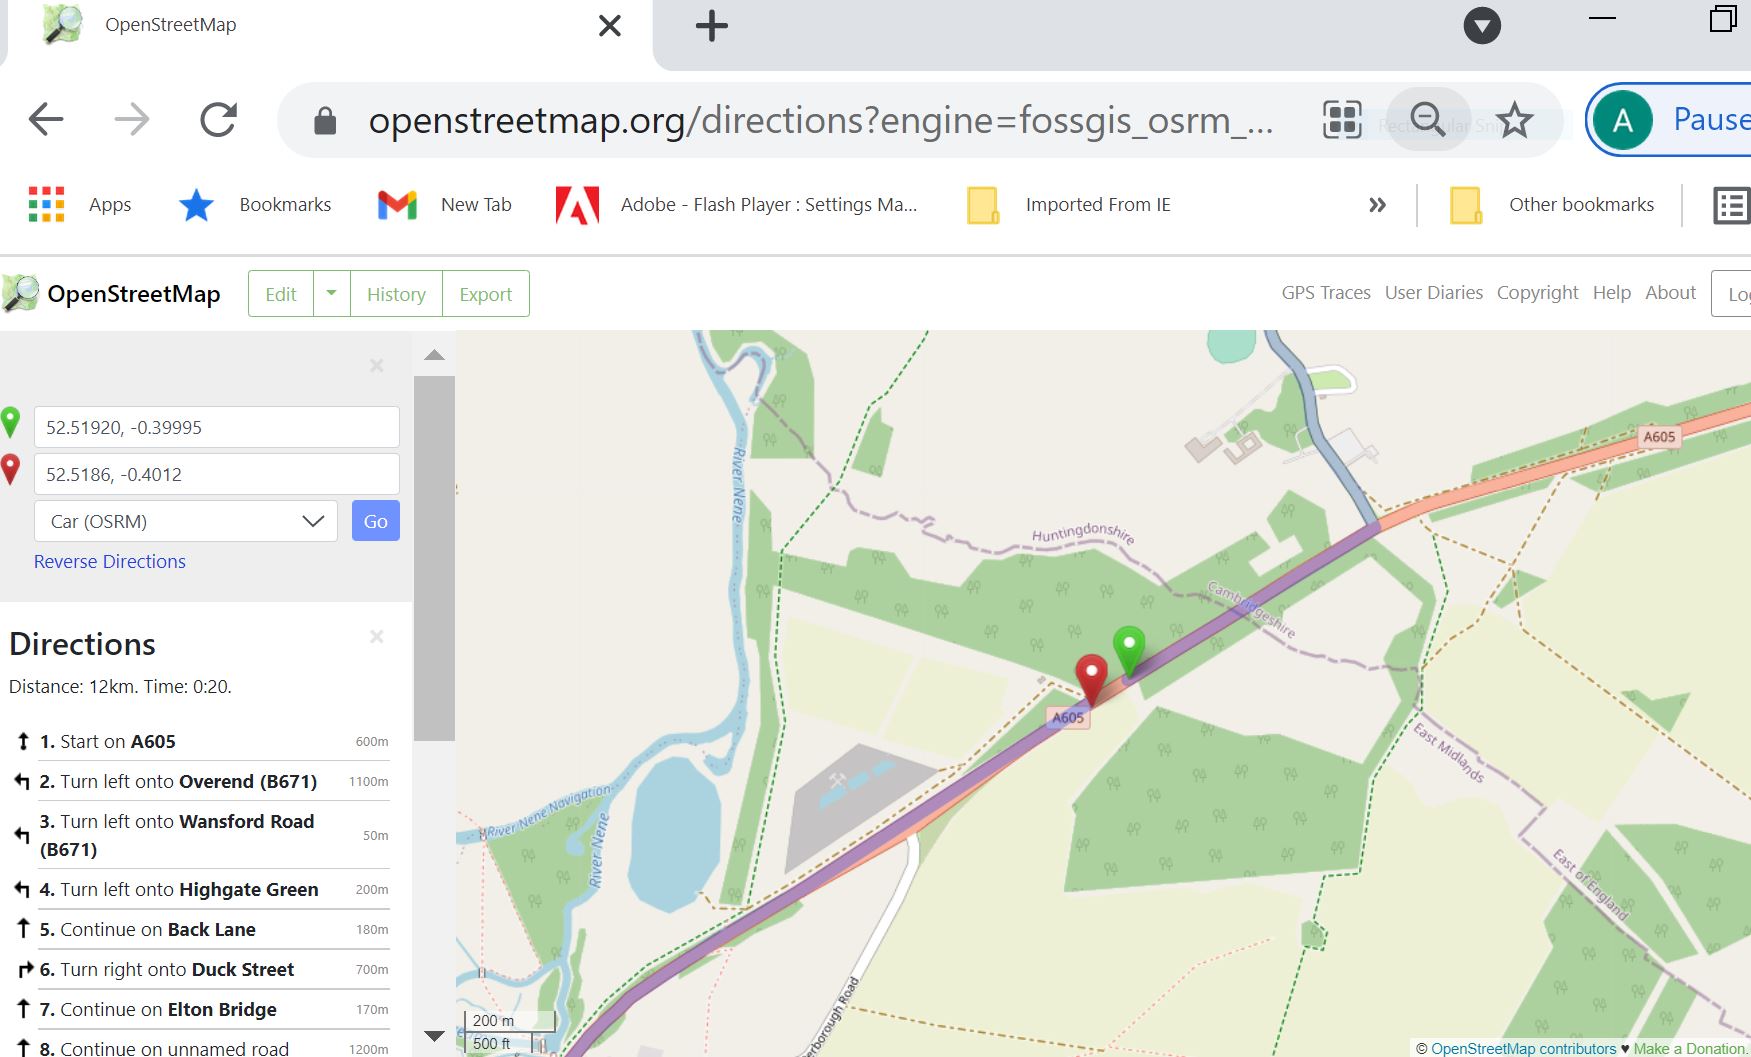 OpenStreetMap
openstreetmap.org/directions?engine=fossgis_osrm_...
A
Pause
Apps
Bookmarks
New Tab
Adobe - Flash Player : Settings Ma...
Imported From IE
»
Other bookmarks
OpenStreetMap
Edit
History
Export
GPS Traces
User Diaries
Copyright
Help
About
52.51920, -0.39995
52.5186, -0.4012
Car (OSRM)
Go
Reverse Directions
Directions
Distance: 12km. Time: 0:20.
1. Start on A605 600m
2. Turn left onto Overend (B671) 1100m
3. Turn left onto Wansford Road
(B671) 50m
4. Turn left onto Highgate Green 200m
5. Continue on Back Lane 180m
6. Turn right onto Duck Street 700m
7. Continue on Elton Bridge 170m
8. Continue on unnamed road 1200m
River Nene
Huntingdonshire
Cambridgeshire
A605
A605
East Midlands
East of England
River Nene Navigation
River Nene
erborough Road
200 m
500 ft
© OpenStreetMap contributors ♥ Make a Donation.